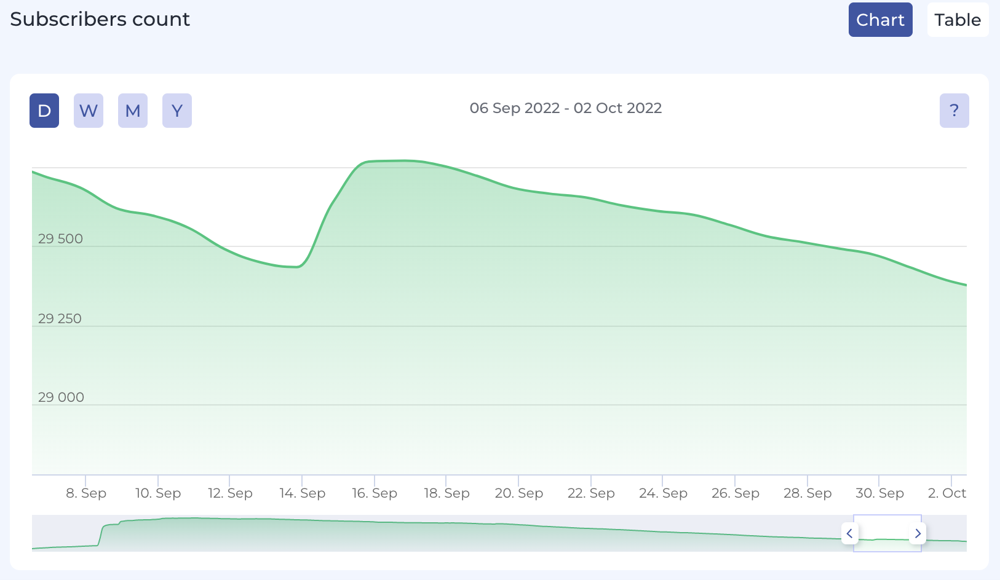 Subscribers count
Chart Table
D W M Y
06 Sep 2022 - 02 Oct 2022
?
29 500
29 250
29 000
8. Sep 10. Sep 12. Sep 14. Sep 16. Sep 18. Sep 20. Sep 22. Sep 24. Sep 26. Sep 28. Sep 30. Sep 2. Oct